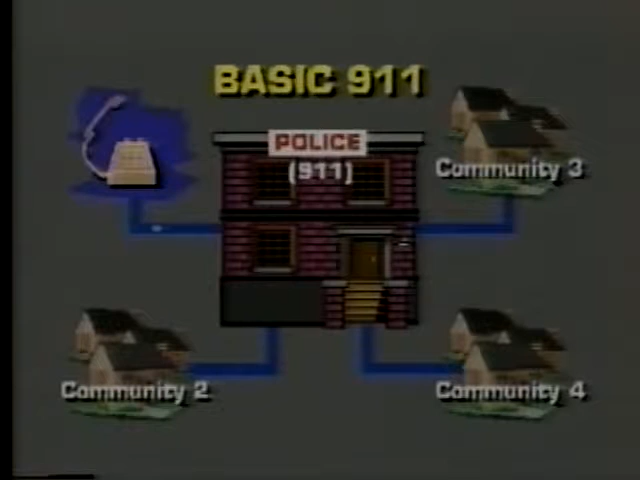 BASIC 911
POLICE
(911)
Community 3
Community 2
Community 4